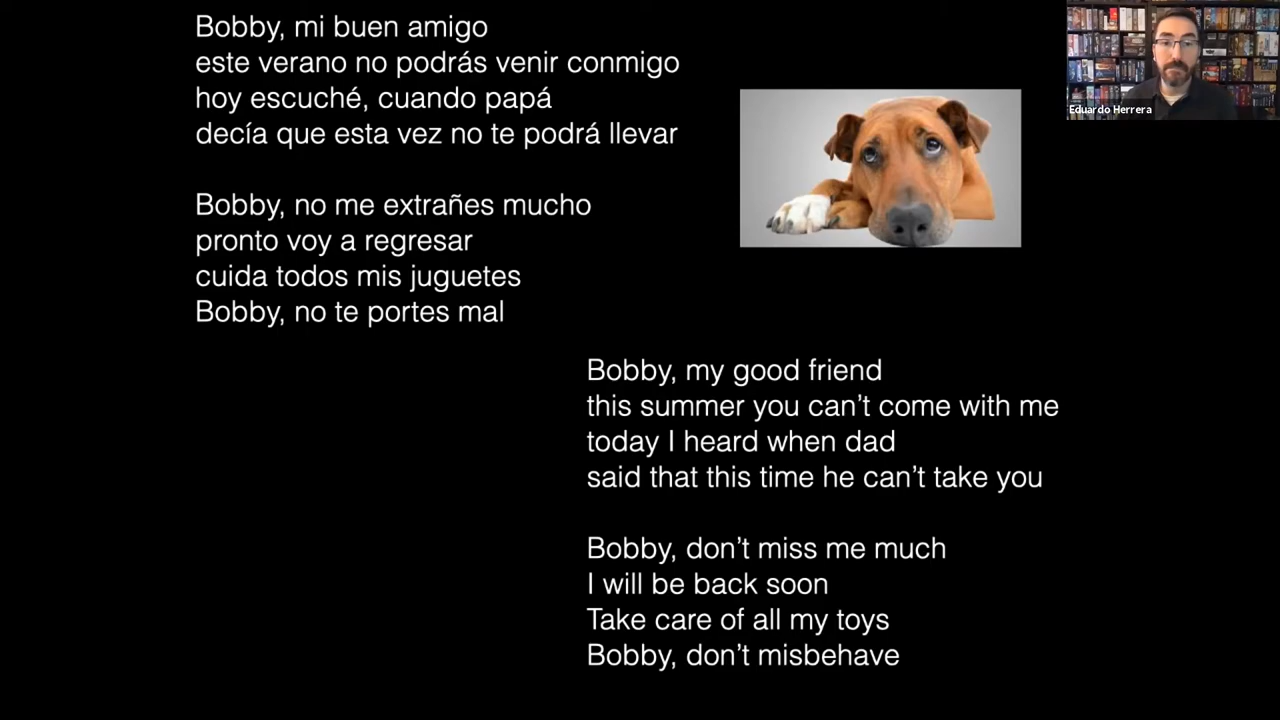 Bobby, mi buen amigo
este verano no podrás venir conmigo
hoy escuché, cuando papá
decía que esta vez no te podrá llevar
Bobby, no me extrañes mucho
pronto voy a regresar
cuida todos mis juguetes
Bobby, no te portes mal
Bobby, my good friend
this summer you can’t come with me
today I heard when dad
said that this time he can’t take you
Bobby, don’t miss me much
I will be back soon
Take care of all my toys
Bobby, don’t misbehave
Eduardo Herrera